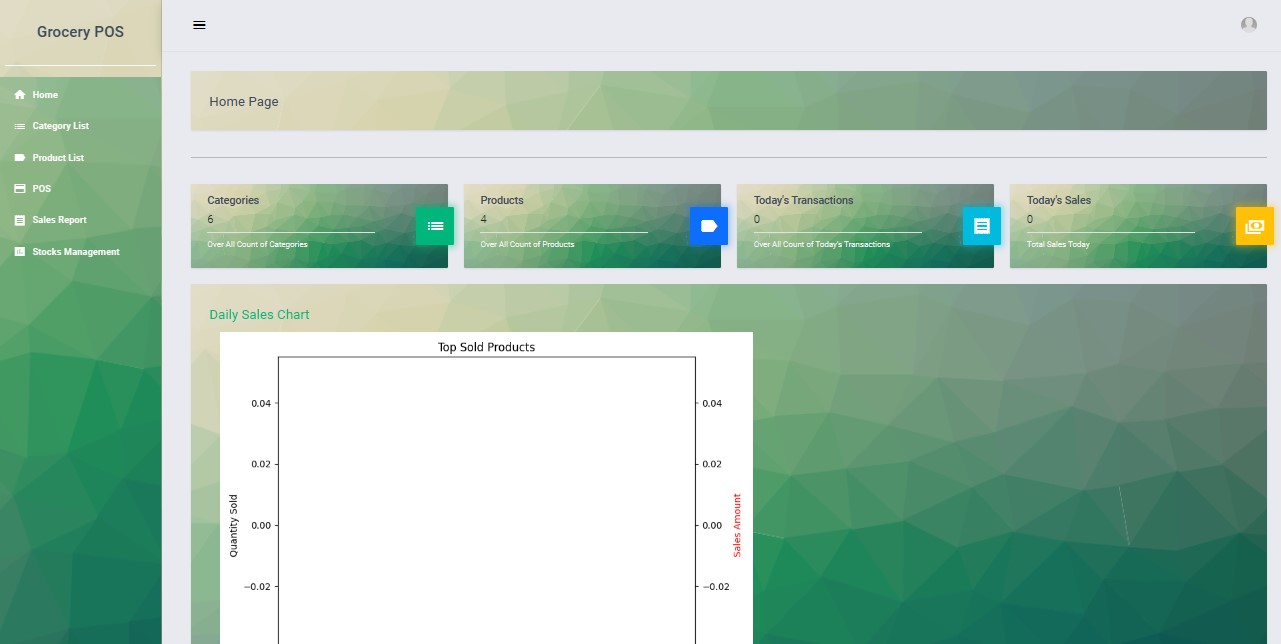 Grocery POS
Home
Category List
Product List
POS
Sales Report
Stocks Management
Home Page
Categories
6
Over All Count of Categories
Products
4
Over All Count of Products
Today's Transactions
0
Over All Count of Today's Transactions
Today's Sales
0
Total Sales Today
Daily Sales Chart
Top Sold Products
0.04
0.02
0.00
−0.02
Quantity Sold
0.04
0.02
0.00
−0.02
Sales Amount